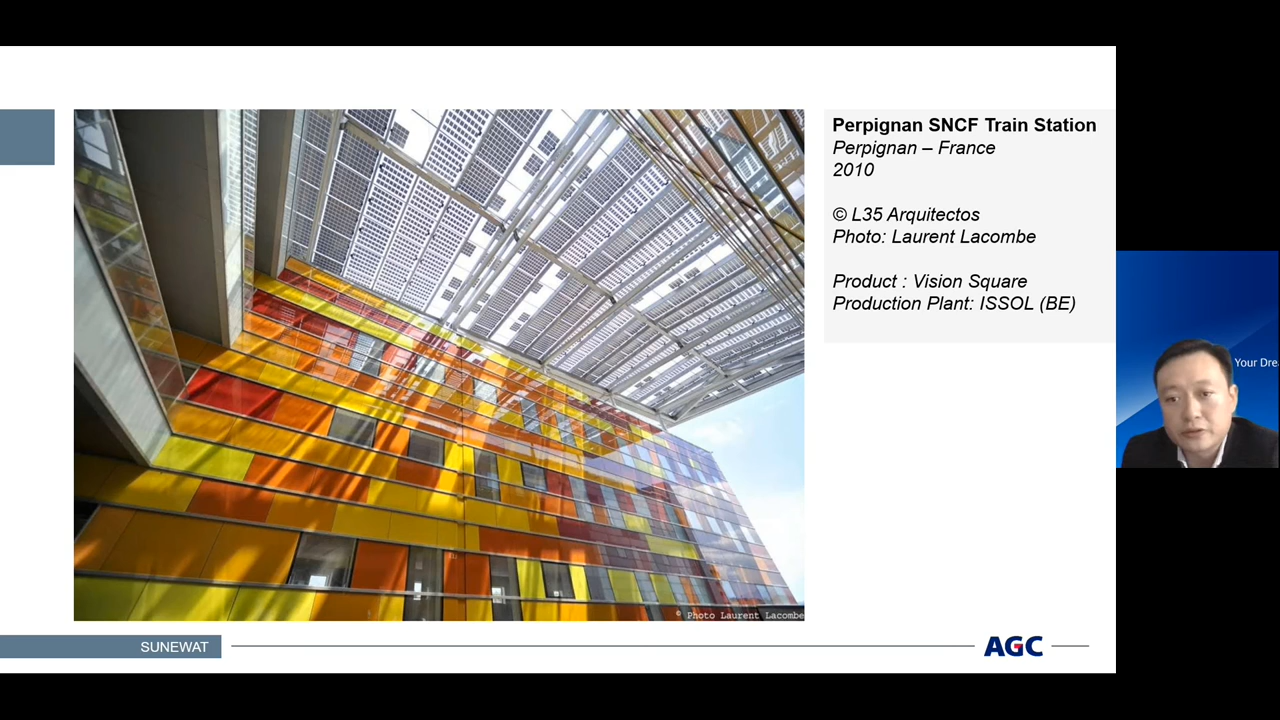 Perpignan SNCF Train Station
Perpignan – France
2010
© L35 Arquitectos
Photo: Laurent Lacombe
Product : Vision Square
Production Plant: ISSOL (BE)
Your Dre
© Photo Laurent Lacombe
SUNEWAT
AGC